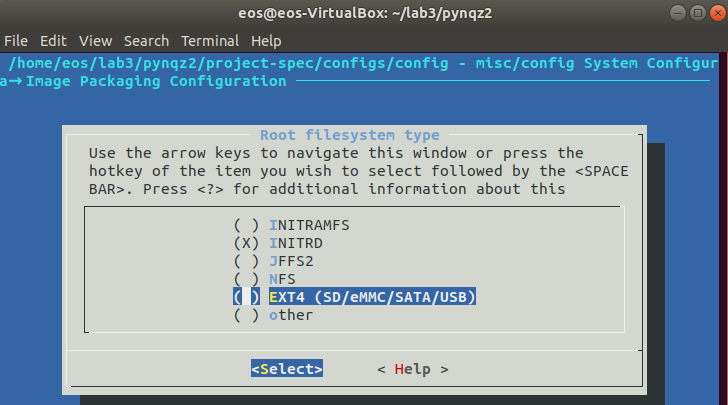 eos@eos-VirtualBox: ~/lab3/pynqz2
File Edit View Search Terminal Help
/home/eos/lab3/pynqz2/project-spec/configs/config - misc/config System Configur
a→Image Packaging Configuration
Root filesystem type
Use the arrow keys to navigate this window or press the
hotkey of the item you wish to select followed by the <SPACE
BAR>. Press <?> for additional information about this
( ) INITRAMFS
(X) INITRD
( ) JFFS2
( ) NFS
( ) EXT4 (SD/eMMC/SATA/USB)
( ) other
<Select> < Help >